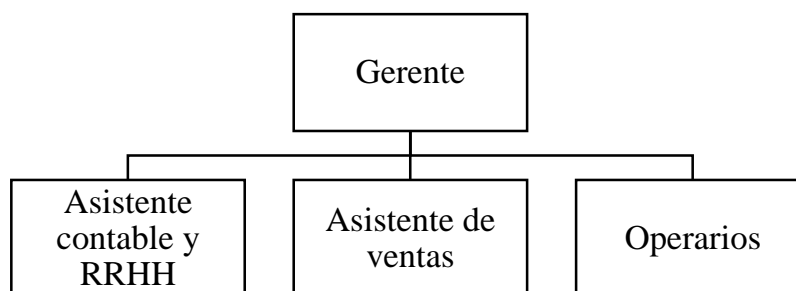 Gerente
Asistente
contable y
RRHH
Asistente de
ventas
Operarios